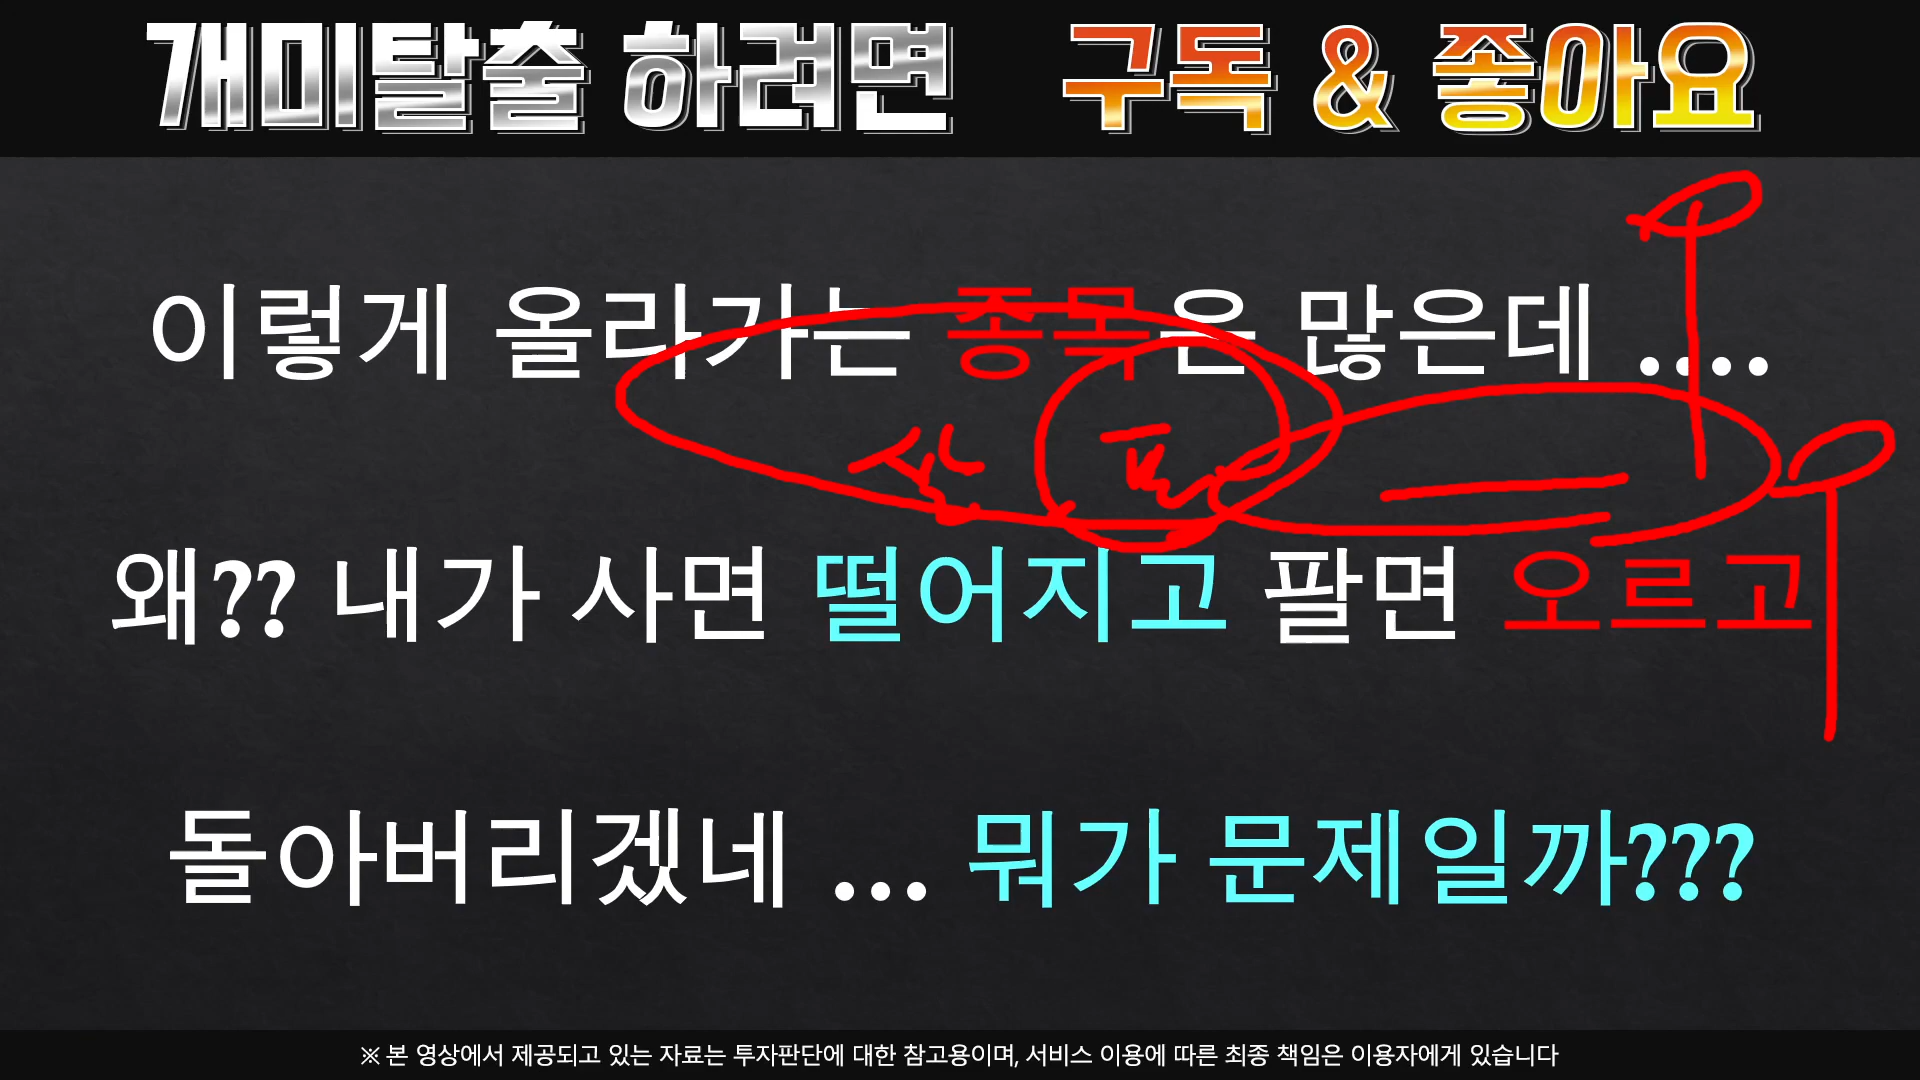 개미탈출 하려면 구독 & 좋아요
이렇게 올라가는 종목은 많은데 ....
왜?? 내가 사면 떨어지고 팔면 오르고
돌아버리겠네 ... 뭐가 문제일까???
※ 본 영상에서 제공되고 있는 자료는 투자판단에 대한 참고용이며, 서비스 이용에 따른 최종 책임은 이용자에게 있습니다